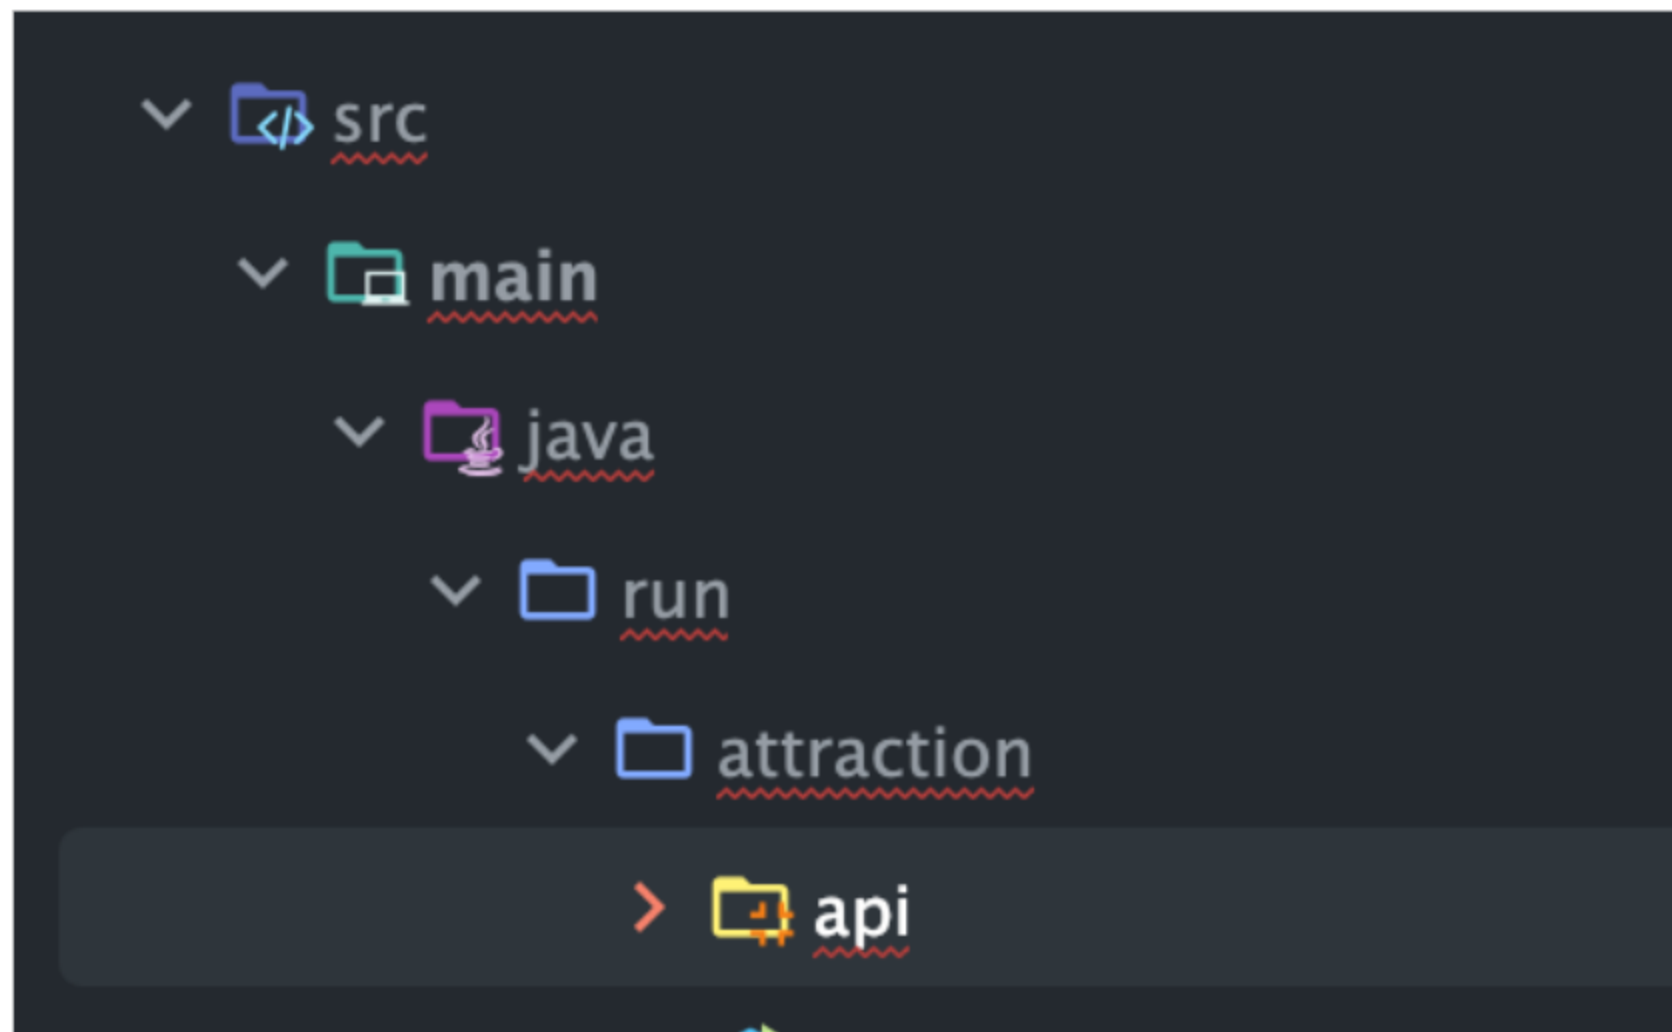 src
main
java
run
attraction
api